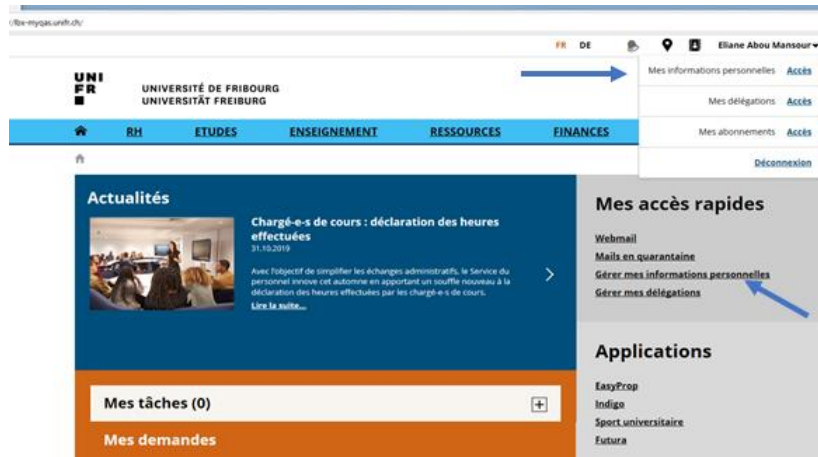 /lbx-myqas.unifr.ch/
FR DE Eliane Abou Mansour
Mes informations personnelles Accès
Mes délégations Accès
Mes abonnements Accès
Déconnexion
UNI
FR
UNIVERSITÉ DE FRIBOURG
UNIVERSITÄT FREIBURG
RH ETUDES ENSEIGNEMENT RESSOURCES FINANCES
Actualités
Chargé-e-s de cours : déclaration des heures
effectuées
31.10.2019
Avec l'objectif de simplifier les échanges administratifs, le Service du
personnel innove cet automne en apportant un souffle nouveau à la
déclaration des heures effectuées par les chargé-e-s de cours.
Lire la suite...
Mes tâches (0)
Mes demandes
Mes accès rapides
Webmail
Mails en quarantaine
Gérer mes informations personnelles
Gérer mes délégations
Applications
EasyProp
Indigo
Sport universitaire
Futura